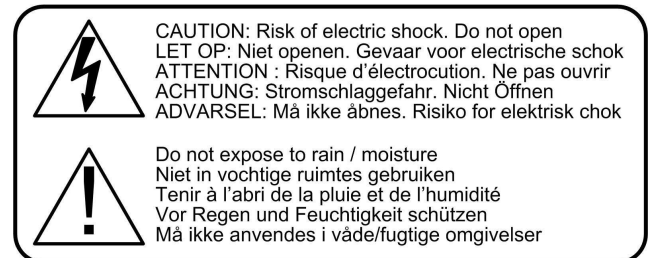 CAUTION: Risk of electric shock. Do not open
LET OP: Niet openen. Gevaar voor electrische schok
ATTENTION : Risque d'électrocution. Ne pas ouvrir
ACHTUNG: Stromschlaggefahr. Nicht Öffnen
ADVARSEL: Må ikke åbnes. Risiko for elektrisk chok
!
Do not expose to rain / moisture
Niet in vochtige ruimtes gebruiken
Tenir à l'abri de la pluie et de l'humidité
Vor Regen und Feuchtigkeit schützen
Må ikke anvendes i våde/fugtige omgivelser